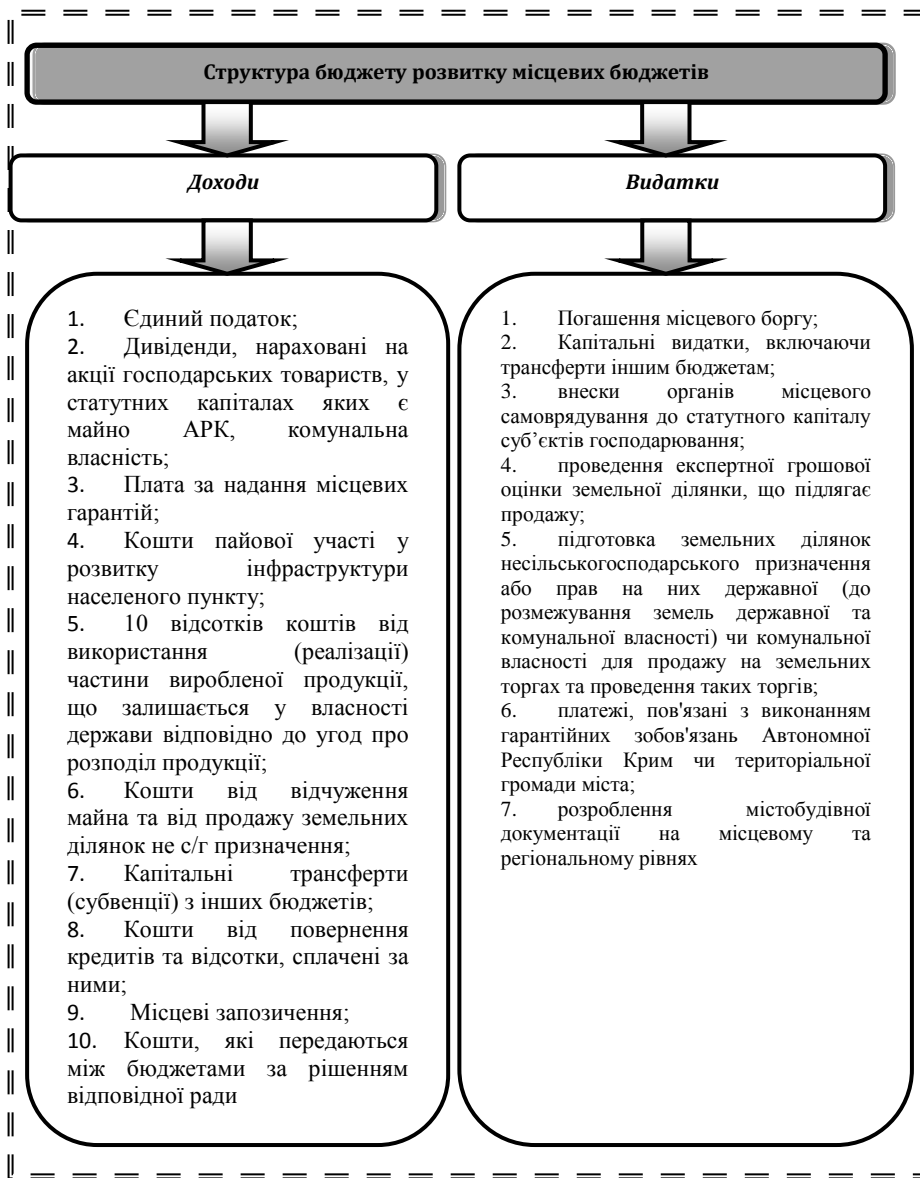 Структура бюджету розвитку місцевих бюджетів
Доходи
1. Єдиний податок;
2. Дивіденди, нараховані на
акції господарських товариств, у
статутних капіталах яких є
майно АРК, комунальна
власність;
3. Плата за надання місцевих
гарантій;
4. Кошти пайової участі у
розвитку інфраструктури
населеного пункту;
5. 10 відсотків коштів від
використання (реалізації)
частини виробленої продукції,
що залишається у власності
держави відповідно до угод про
розподіл продукції;
6. Кошти від відчуження
майна та від продажу земельних
ділянок не с/г призначення;
7. Капітальні трансферти
(субвенції) з інших бюджетів;
8. Кошти від повернення
кредитів та відсотки, сплачені за
ними;
9. Місцеві запозичення;
10. Кошти, які передаються
між бюджетами за рішенням
відповідної ради
Видатки
1. Погашення місцевого боргу;
2. Капітальні видатки, включаючи
трансферти іншим бюджетам;
3. внески органів місцевого
самоврядування до статутного капіталу
суб’єктів господарювання;
4. проведення експертної грошової
оцінки земельної ділянки, що підлягає
продажу;
5. підготовка земельних ділянок
несільськогосподарського призначення
або прав на них державної (до
розмежування земель державної та
комунальної власності) чи комунальної
власності для продажу на земельних
торгах та проведення таких торгів;
6. платежі, пов'язані з виконанням
гарантійних зобов'язань Автономної
Республіки Крим чи територіальної
громади міста;
7. розроблення містобудівної
документації на місцевому та
регіональному рівнях